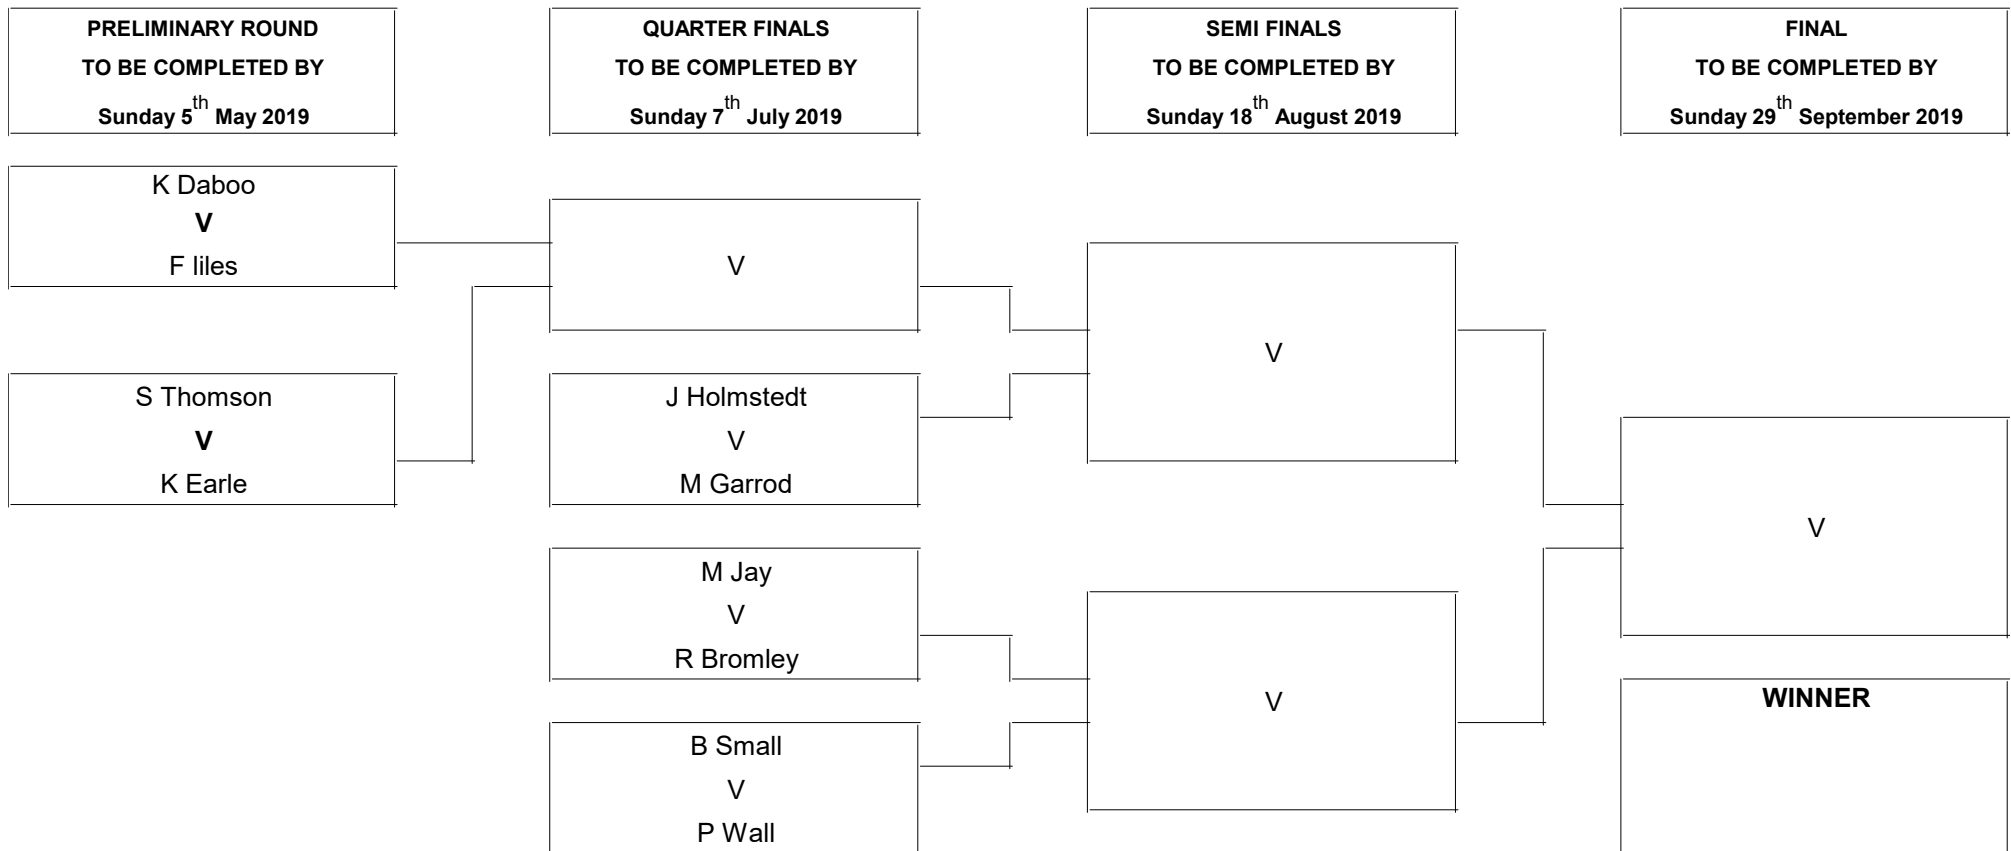 PRELIMINARY ROUND
TO BE COMPLETED BY
Sunday 5th May 2019
QUARTER FINALS
TO BE COMPLETED BY
Sunday 7th July 2019
SEMI FINALS
TO BE COMPLETED BY
Sunday 18th August 2019
FINAL
TO BE COMPLETED BY
Sunday 29th September 2019
K Daboo
V
F liles
S Thomson
V
K Earle
V
J Holmstedt
V
M Garrod
M Jay
V
R Bromley
B Small
V
P Wall
V
V
V
WINNER